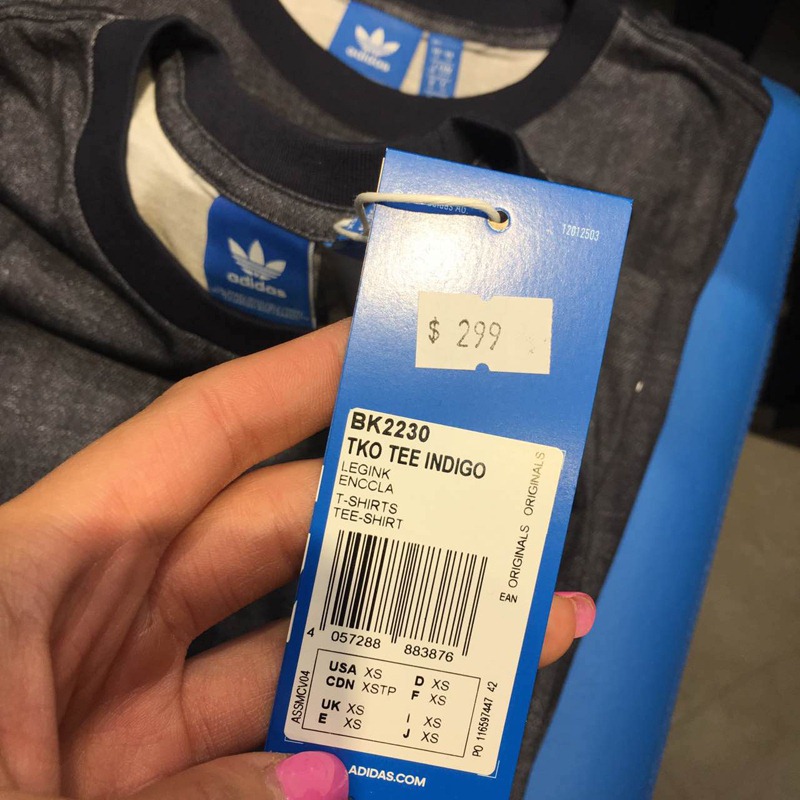 adidas
adidas
12012503
$ 299
BK2230
TKO TEE INDIGO
LEGINK
ENCCLA
T-SHIRTS
TEE-SHIRT
EAN ORIGINALS ORIGINALS
4 057288 883876
ASSMCV04
USA XS D XS
CDN XSTP F XS
UK XS I XS
E XS J XS
PO 116597447 42
ADIDAS.COM